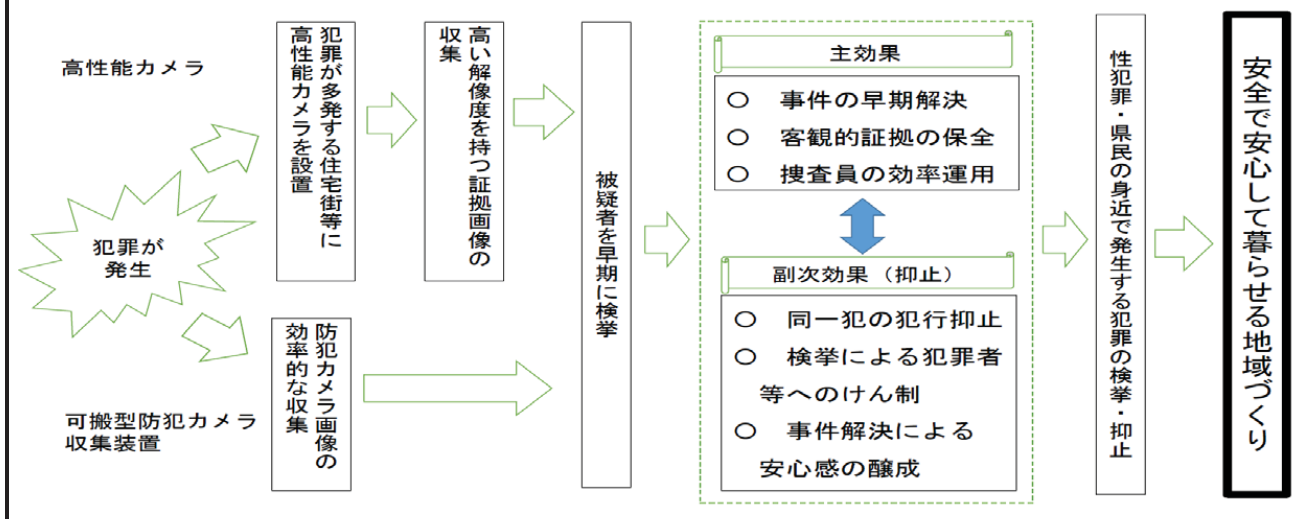 高性能カメラ
犯罪が
発生
可搬型防犯カメラ
収集装置
犯罪が多発する住宅街等に
高性能カメラを設置
高い解像度を持つ証拠画像の
収集
防犯カメラ画像の
効率的な収集
被疑者を早期に検挙
主効果
○ 事件の早期解決
○ 客観的証拠の保全
○ 捜査員の効率運用
副次効果（抑止）
○ 同一犯の犯行抑止
○ 検挙による犯罪者
等へのけん制
○ 事件解決による
安心感の醸成
性犯罪・県民の身近で発生する犯罪の検挙・抑止
安全で安心して暮らせる地域づくり